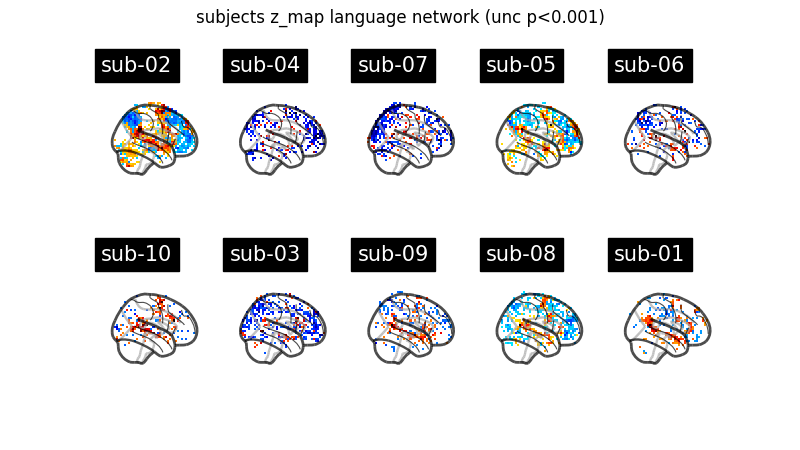 subjects z_map language network (unc p<0.001)
sub-02
sub-04
sub-07
sub-05
sub-06
sub-10
sub-03
sub-09
sub-08
sub-01